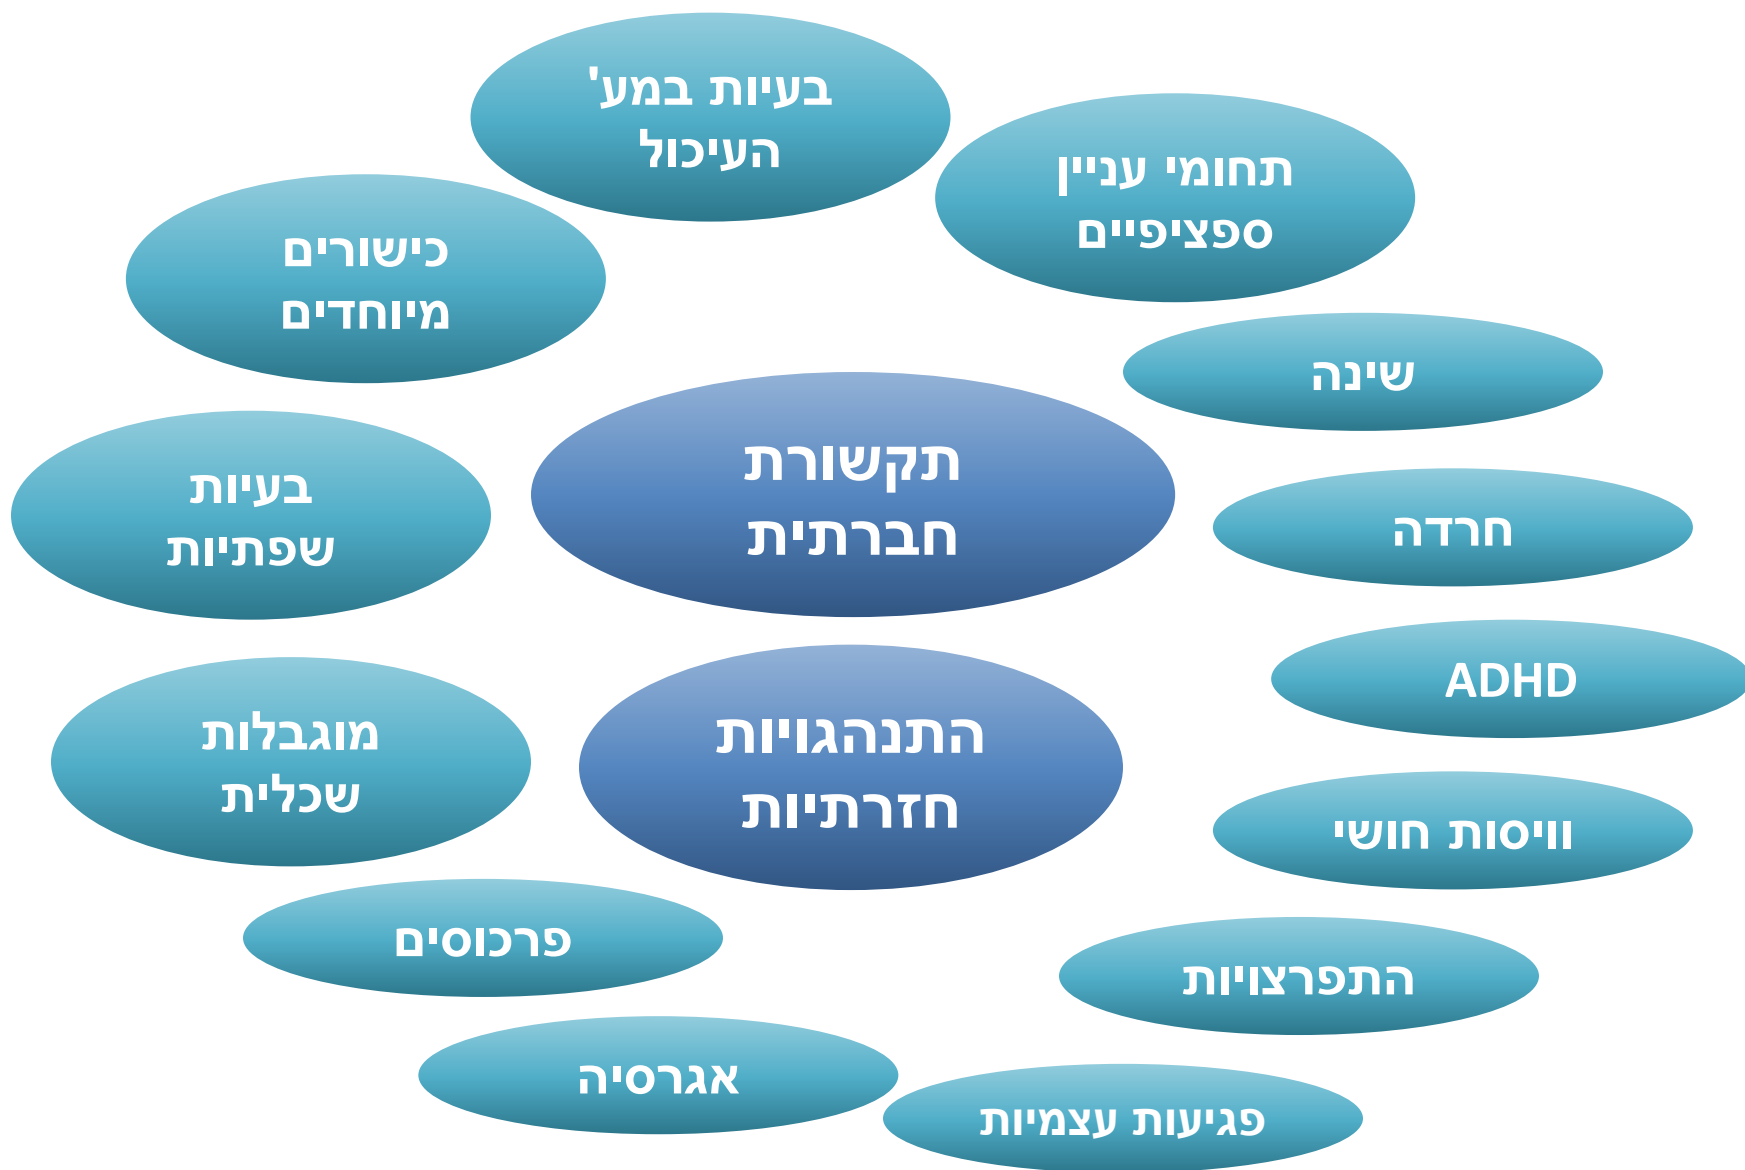 בעיות במע'
העיכול
תחומי עניין
ספציפיים
כישורים
מיוחדים
שינה
תקשורת
חברתית
בעיות
שפתיות
חרדה
ADHD
התנהגויות
חזרתיות
מוגבלות
שכלית
וויסות חושי
פרכוסים
התפרצויות
אגרסיה
פגיעות עצמיות